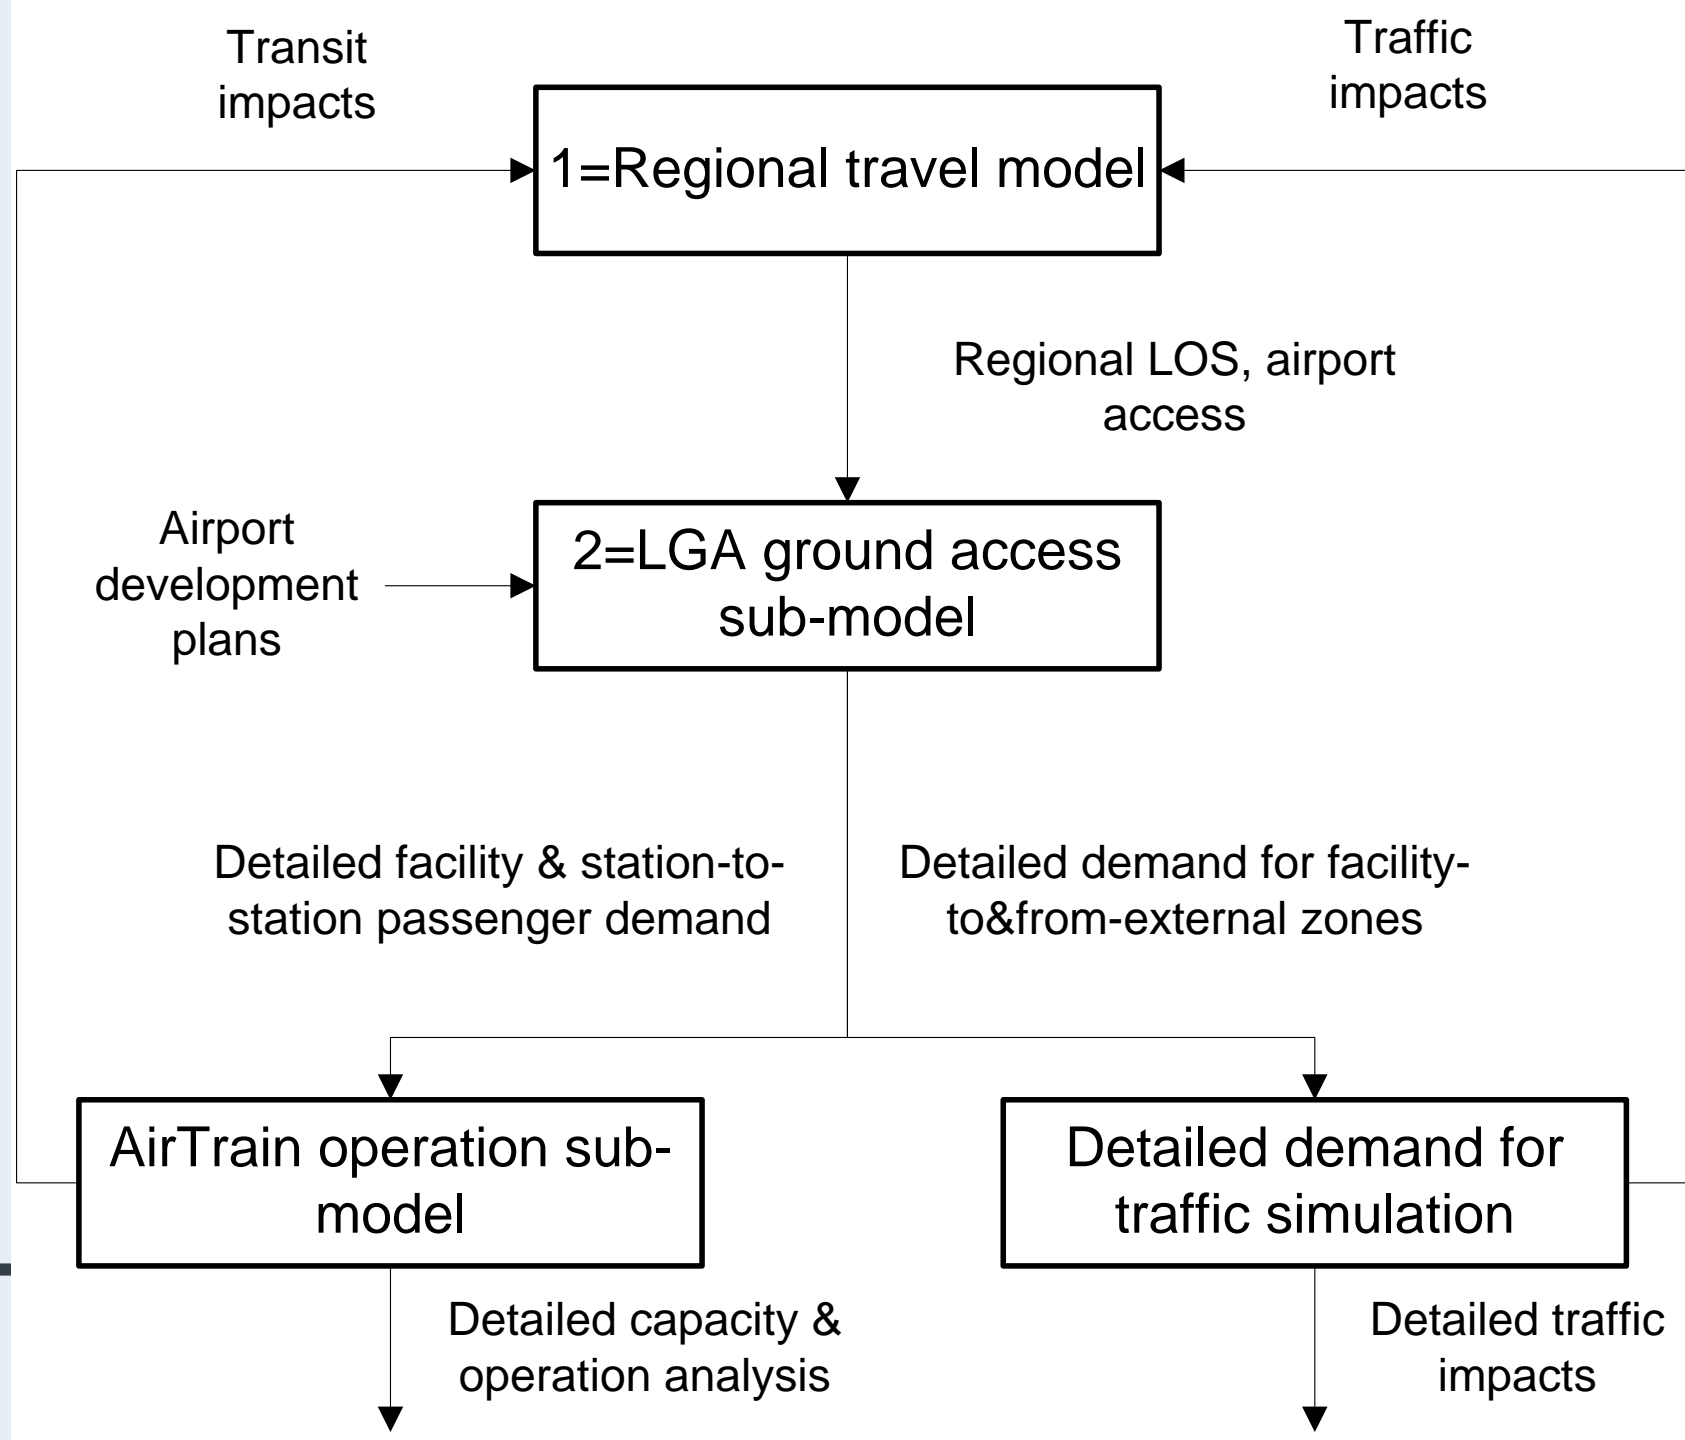 Transit
impacts
Traffic
impacts
1=Regional travel model
Regional LOS, airport
access
Airport
development
plans
2=LGA ground access
sub-model
Detailed facility & station-to-
station passenger demand
Detailed demand for facility-
to&from-external zones
AirTrain operation sub-
model
Detailed demand for
traffic simulation
Detailed capacity &
operation analysis
Detailed traffic
impacts